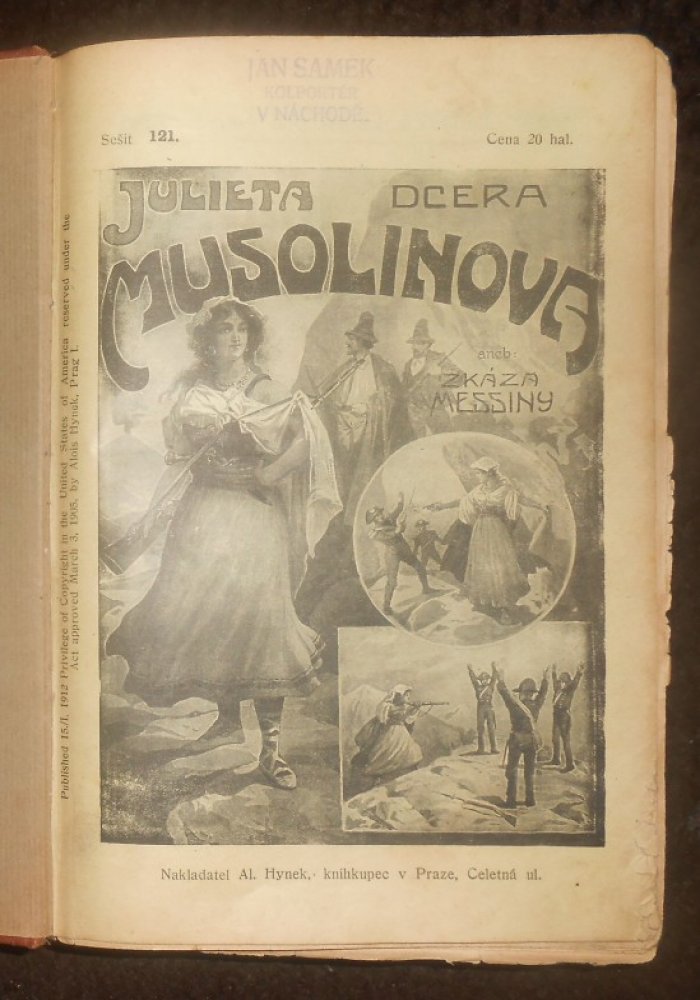 JAN SAMEK
KOLPORTÉR
V NÁCHODĚ.
Sešit 121.
Cena 20 hal.
JULIETA DCERA
MUSOLINOVA
aneb:
ZKÁZA
MESSINY
Published 15./I. 1912 Privilege of Copyright in the United States of America reserved under the
Act approved March 3, 1905, by Alois Hynek, Prag I.
Nakladatel Al. Hynek, knihkupec v Praze, Celetná ul.